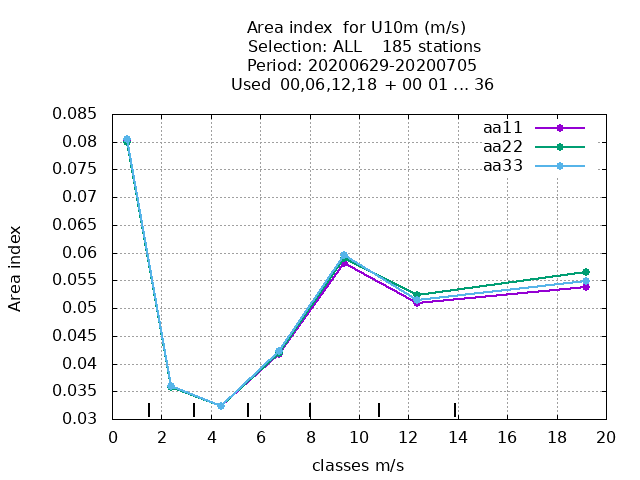 Area index  for U10m (m/s)
Selection: ALL    185 stations
Period: 20200629-20200705
Used  00,06,12,18 + 00 01 ... 36
0.085
0.08
0.075
0.07
0.065
0.06
0.055
0.05
0.045
0.04
0.035
0.03
Area index
aa11
aa22
aa33
0 2 4 6 8 10 12 14 16 18 20
classes m/s